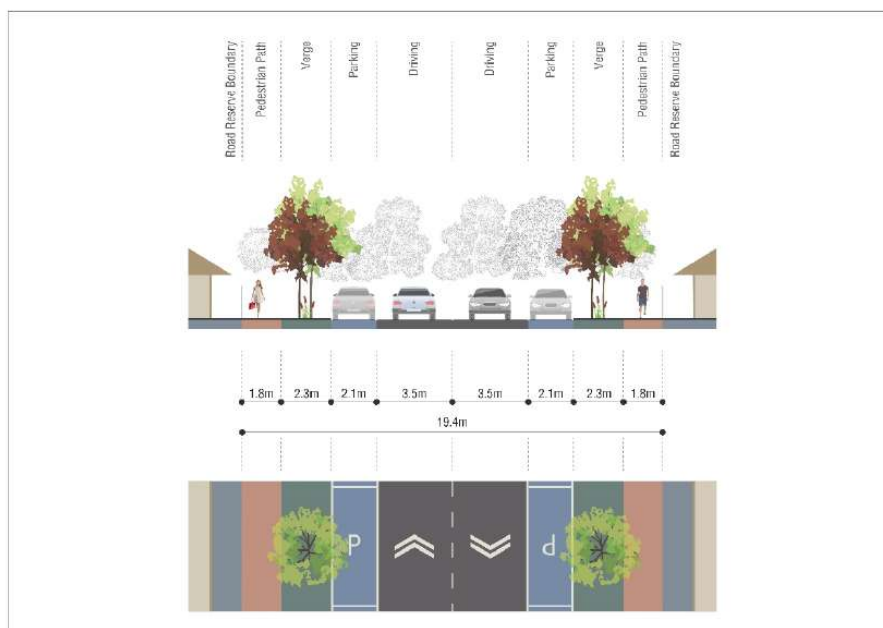 Road Reserve Boundary
Pedestrian Path
Verge
Parking
Driving
Driving
Parking
Verge
Pedestrian Path
Road Reserve Boundary
1.8m
2.3m
2.1m
3.5m
3.5m
2.1m
2.3m
1.8m
19.4m
P
P